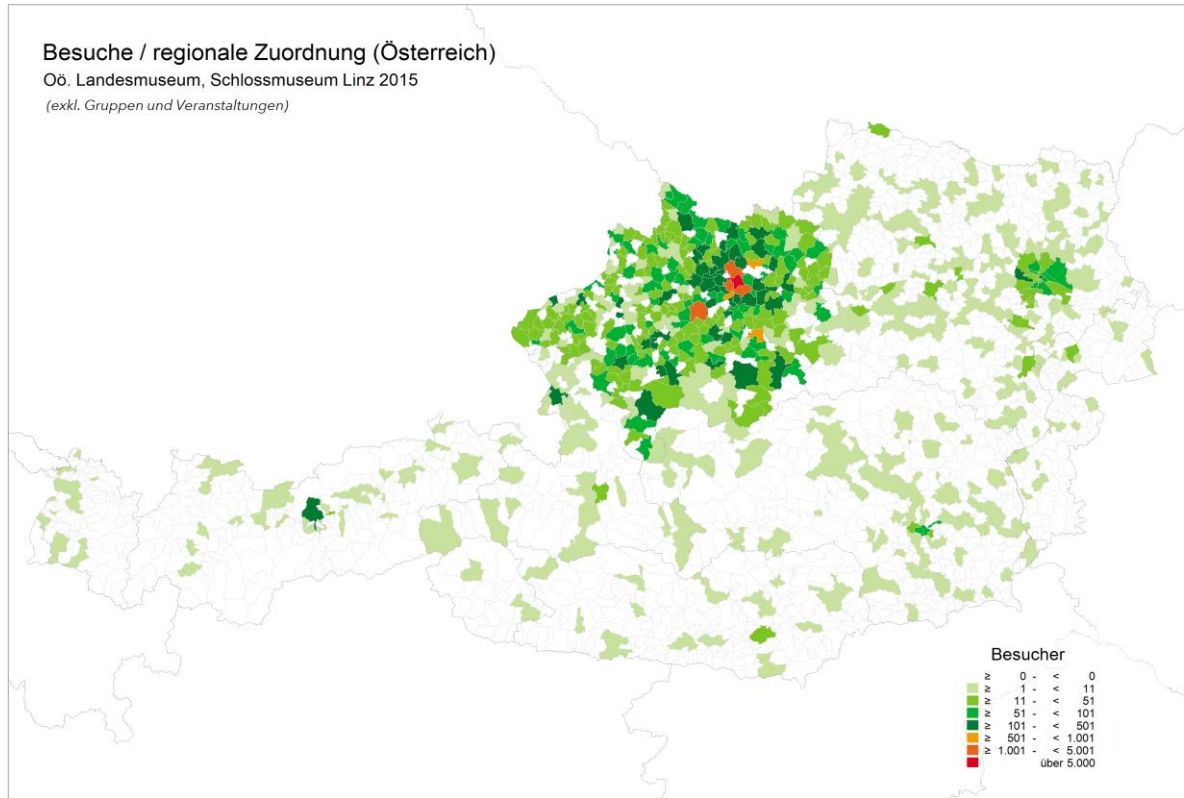 Besuche / regionale Zuordnung (Österreich)
Oö. Landesmuseum, Schlossmuseum Linz 2015
(exkl. Gruppen und Veranstaltungen)
Besucher
≥ 0 - < 0
≥ 1 - < 11
≥ 11 - < 51
≥ 51 - < 101
≥ 101 - < 501
≥ 501 - < 1.001
≥ 1.001 - < 5.001
über 5.000